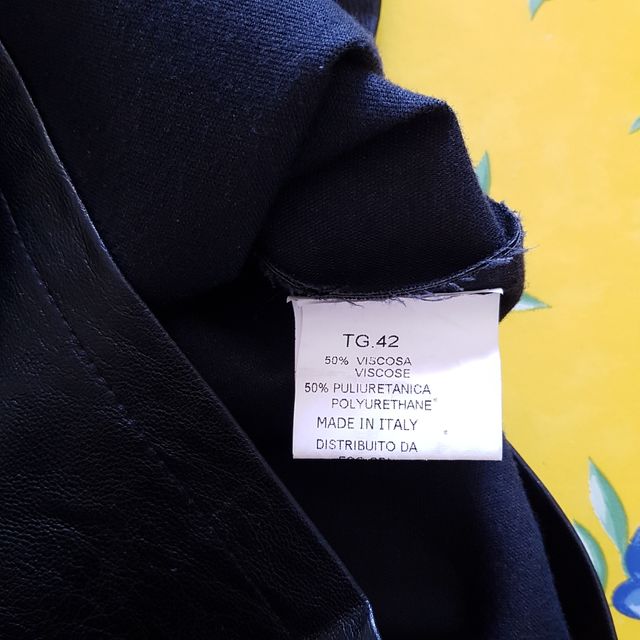 TG.42
50% VISCOSA
VISCOSE
50% PULIURETANICA
POLYURETHANE
MADE IN ITALY
DISTRIBUITO DA